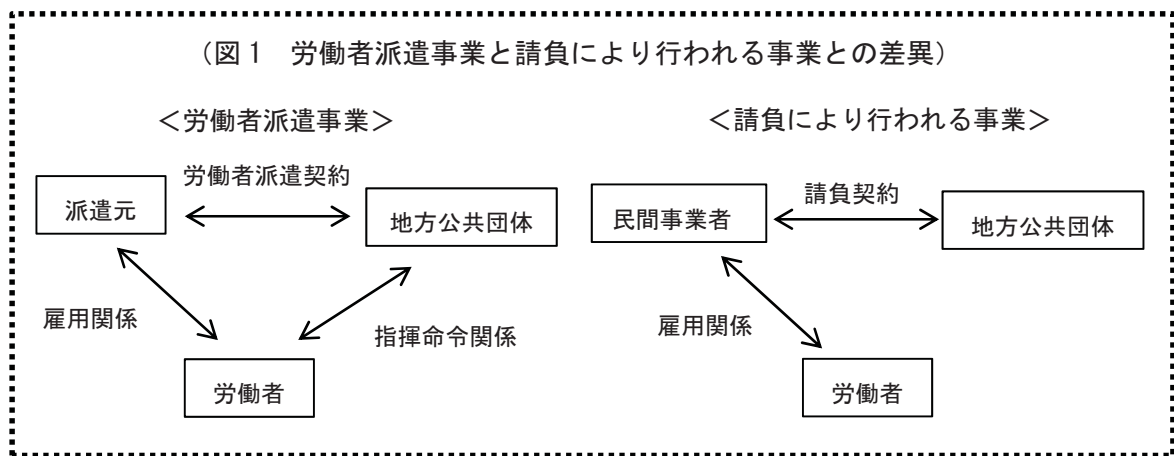 (図1 労働者派遣事業と請負により行われる事業との差異)
<労働者派遣事業>
労働者派遣契約
派遣元
地方公共団体
雇用関係
指揮命令関係
労働者
<請負により行われる事業>
請負契約
民間事業者
地方公共団体
雇用関係
労働者